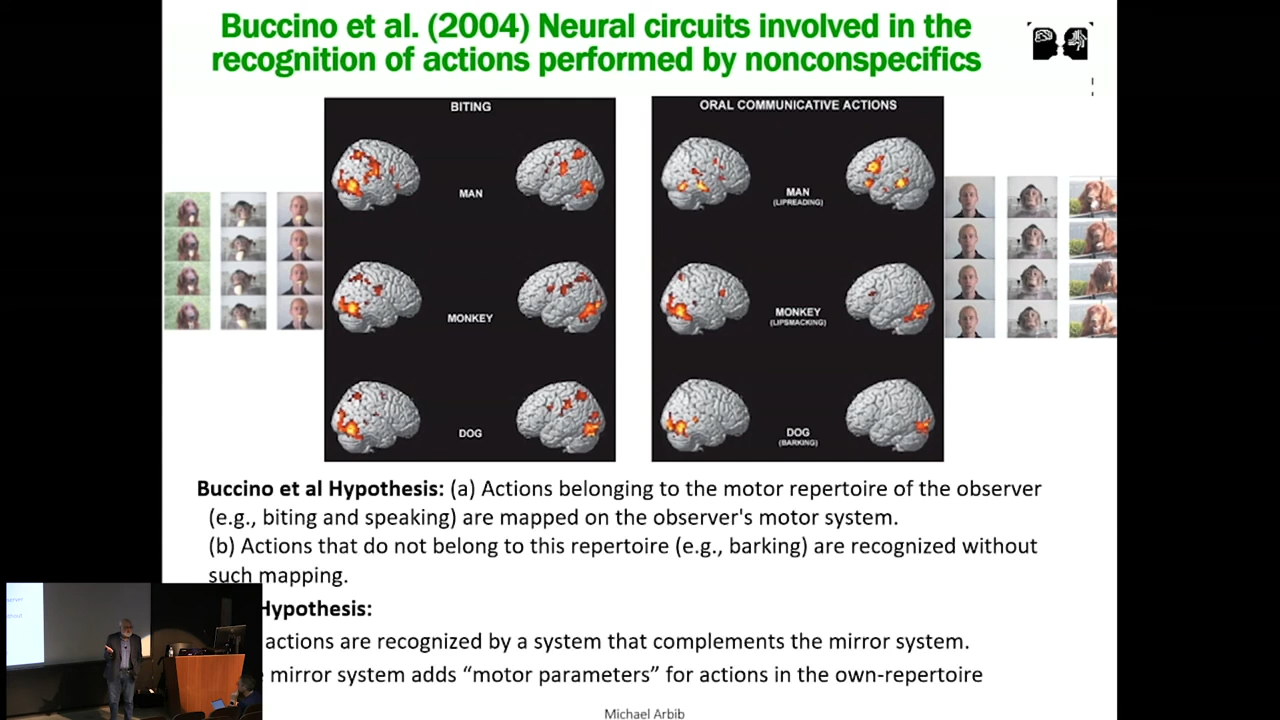 Buccino et al. (2004) Neural circuits involved in the
recognition of actions performed by nonconspecifics
BITING
MAN
MONKEY
DOG
ORAL COMMUNICATIVE ACTIONS
MAN
(LIPREADING)
MONKEY
(LIPSMACKING)
DOG
(BARKING)
Buccino et al Hypothesis: (a) Actions belonging to the motor repertoire of the observer
(e.g., biting and speaking) are mapped on the observer's motor system.
(b) Actions that do not belong to this repertoire (e.g., barking) are recognized without
such mapping.
Hypothesis:
actions are recognized by a system that complements the mirror system.
mirror system adds “motor parameters” for actions in the own-repertoire
Michael Arbib